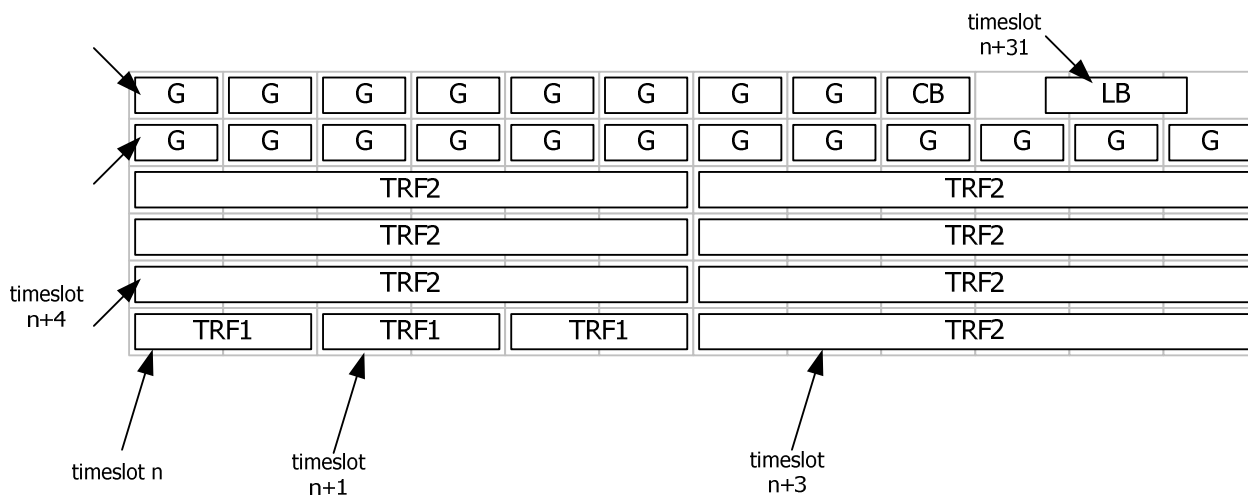 timeslot
n+31
G G G G G G G G CB LB
G G G G G G G G G G G G
TRF2 TRF2
TRF2 TRF2
TRF2 TRF2
timeslot
n+4
TRF1 TRF1 TRF1 TRF2
timeslot n
timeslot
n+1
timeslot
n+3